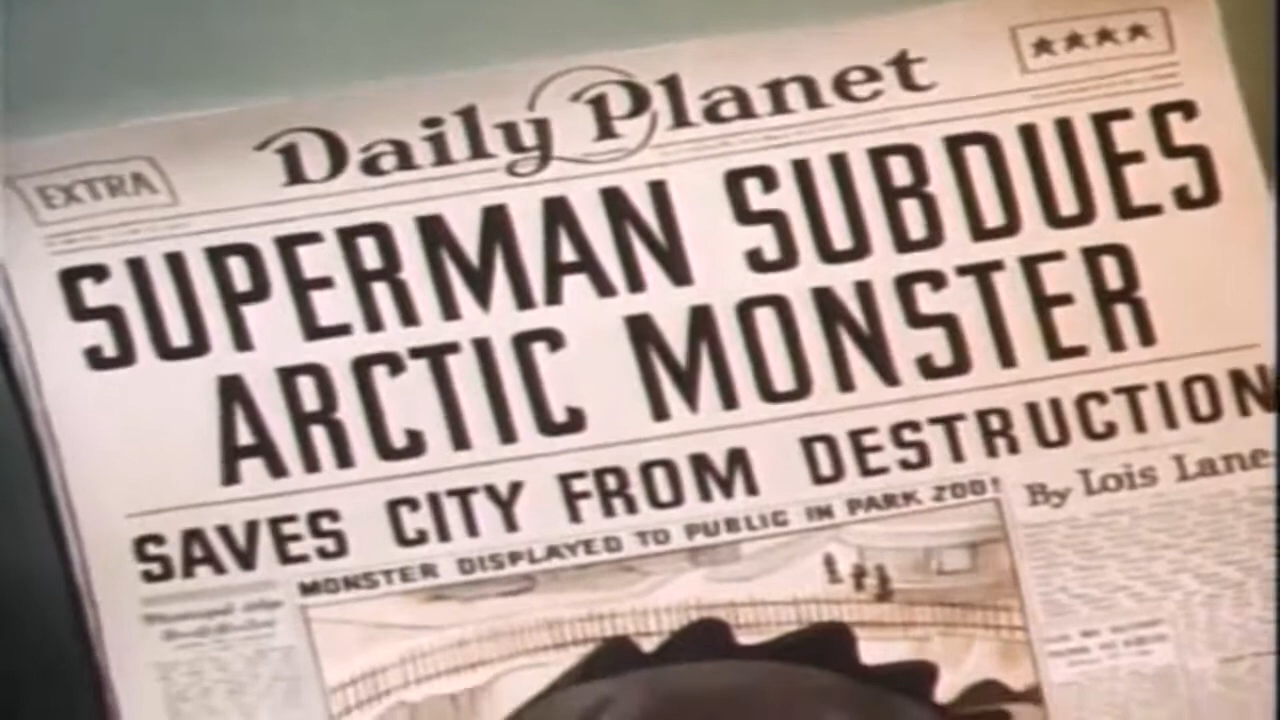 ★★★★
Daily Planet
EXTRA
SUPERMAN SUBDUES
ARCTIC MONSTER
SAVES CITY FROM DESTRUCTION
MONSTER DISPLAYED TO PUBLIC IN PARK ZOO!
By Lois Lane